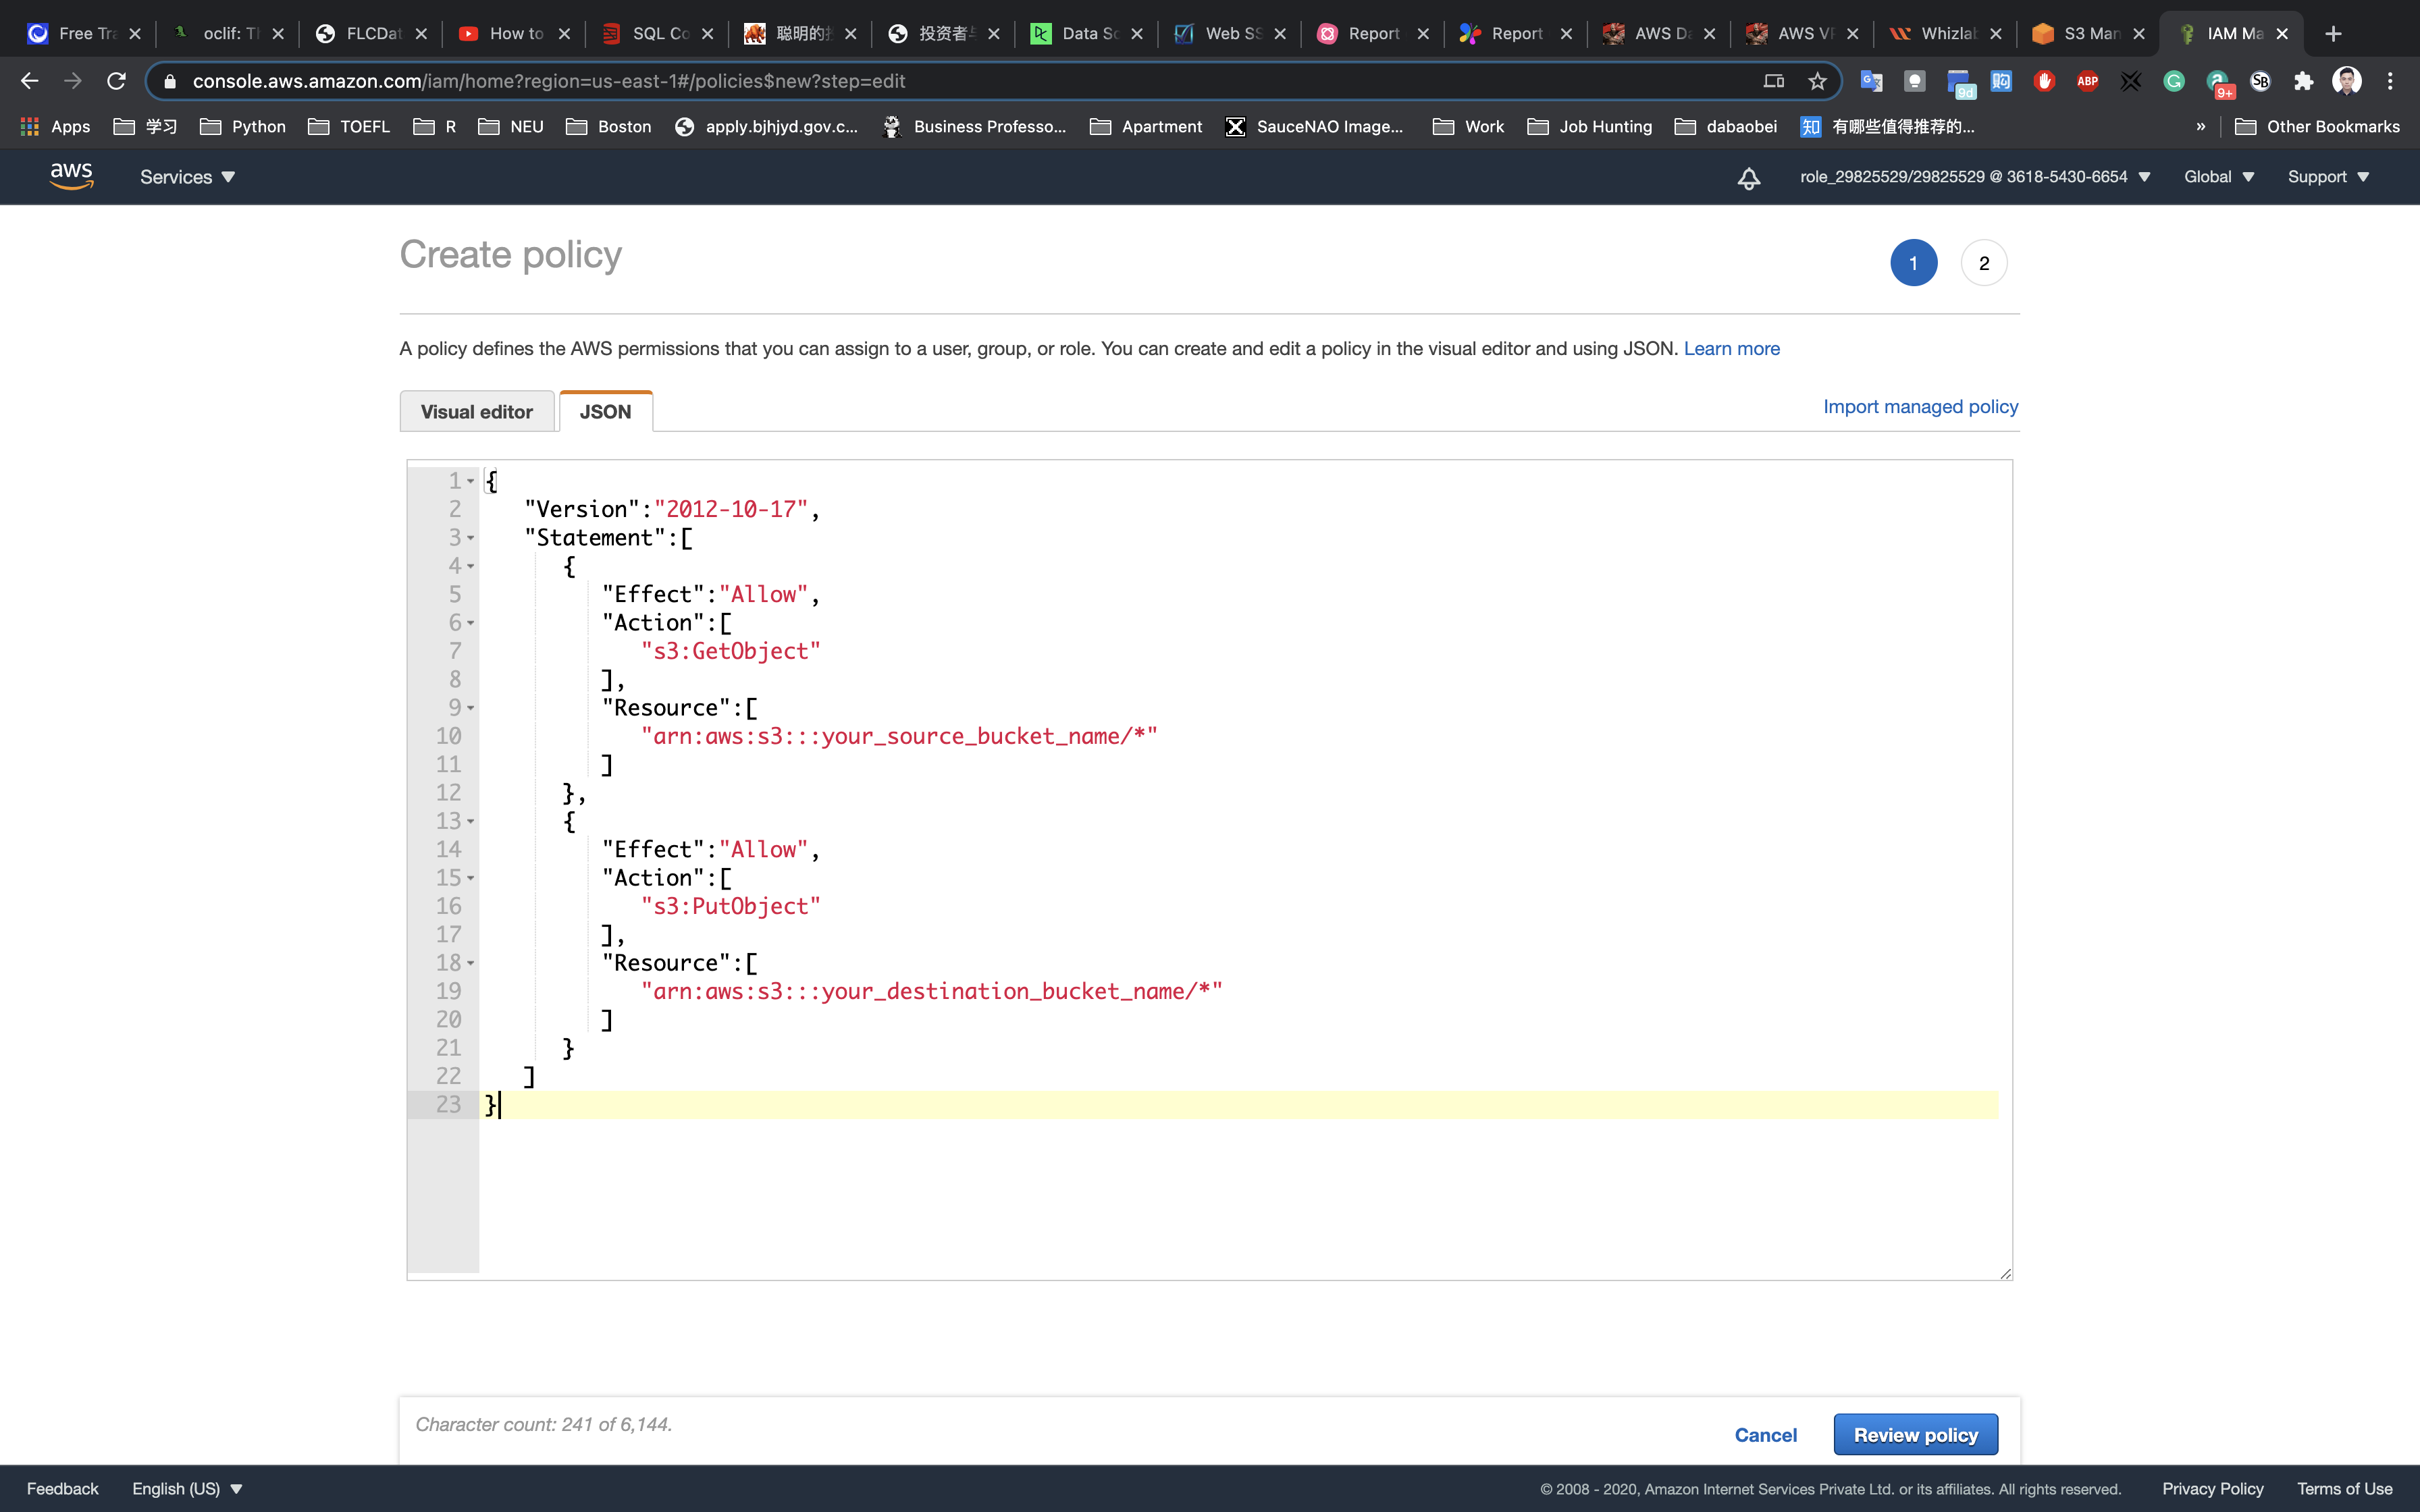 Free Tra
oclif: Th
FLCDat
How to
SQL Co
聪明的
投资者
Data Sc
Web SS
Report
Report
AWS Da
AWS VP
Whizlab
S3 Man
IAM Ma
console.aws.amazon.com/iam/home?region=us-east-1#/policies$new?step=edit
9d
ABP
9+
SB
Apps 学习 Python TOEFL R NEU Boston apply.bjhjyd.gov.c... Business Professo... Apartment SauceNAO Image... Work Job Hunting dabaobei 知 有哪些值得推荐的... » Other Bookmarks
aws Services role_29825529/29825529 @ 3618-5430-6654 Global Support
Create policy
1 2
A policy defines the AWS permissions that you can assign to a user, group, or role. You can create and edit a policy in the visual editor and using JSON. Learn more
Visual editor JSON Import managed policy
1 {
2 "Version":"2012-10-17",
3 "Statement":[
4 {
5 "Effect":"Allow",
6 "Action":[
7 "s3:GetObject"
8 ],
9 "Resource":[
10 "arn:aws:s3:::your_source_bucket_name/*"
11 ]
12 },
13 {
14 "Effect":"Allow",
15 "Action":[
16 "s3:PutObject"
17 ],
18 "Resource":[
19 "arn:aws:s3:::your_destination_bucket_name/*"
20 ]
21 }
22 ]
23 }
Character count: 241 of 6,144.
Cancel Review policy
Feedback English (US) © 2008 - 2020, Amazon Internet Services Private Ltd. or its affiliates. All rights reserved. Privacy Policy Terms of Use